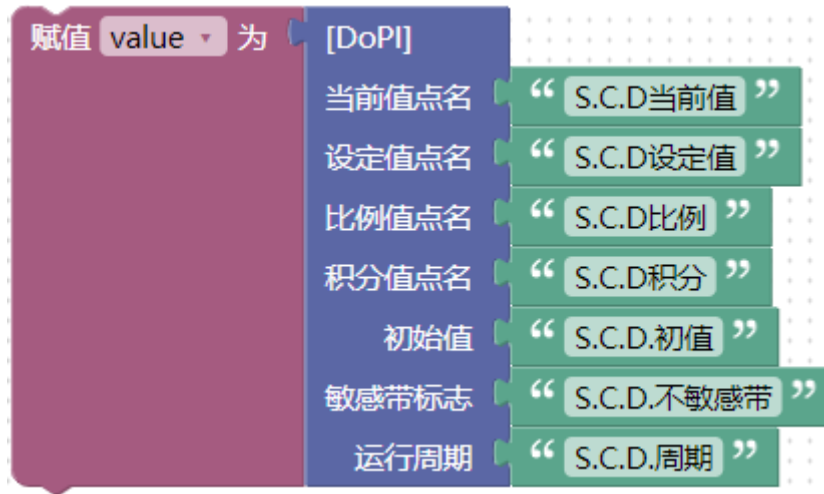 赋值 value 为 [DoPI]
当前值点名 “ S.C.D当前值 ”
设定值点名 “ S.C.D设定值 ”
比例值点名 “ S.C.D比例 ”
积分值点名 “ S.C.D积分 ”
初始值 “ S.C.D.初值 ”
敏感带标志 “ S.C.D.不敏感带 ”
运行周期 “ S.C.D.周期 ”